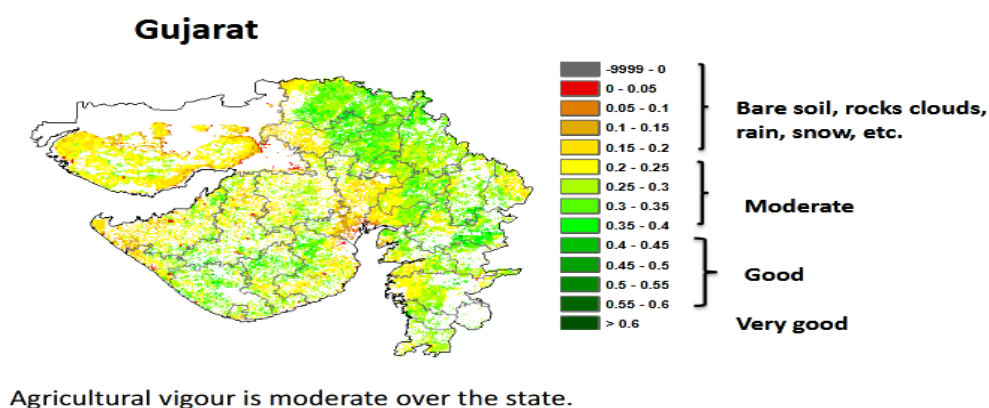 Gujarat
-9999 - 0
0 - 0.05
0.05 - 0.1
0.1 - 0.15
0.15 - 0.2
0.2 - 0.25
0.25 - 0.3
0.3 - 0.35
0.35 - 0.4
0.4 - 0.45
0.45 - 0.5
0.5 - 0.55
0.55 - 0.6
> 0.6
Bare soil, rocks clouds,
rain, snow, etc.
Moderate
Good
Very good
Agricultural vigour is moderate over the state.